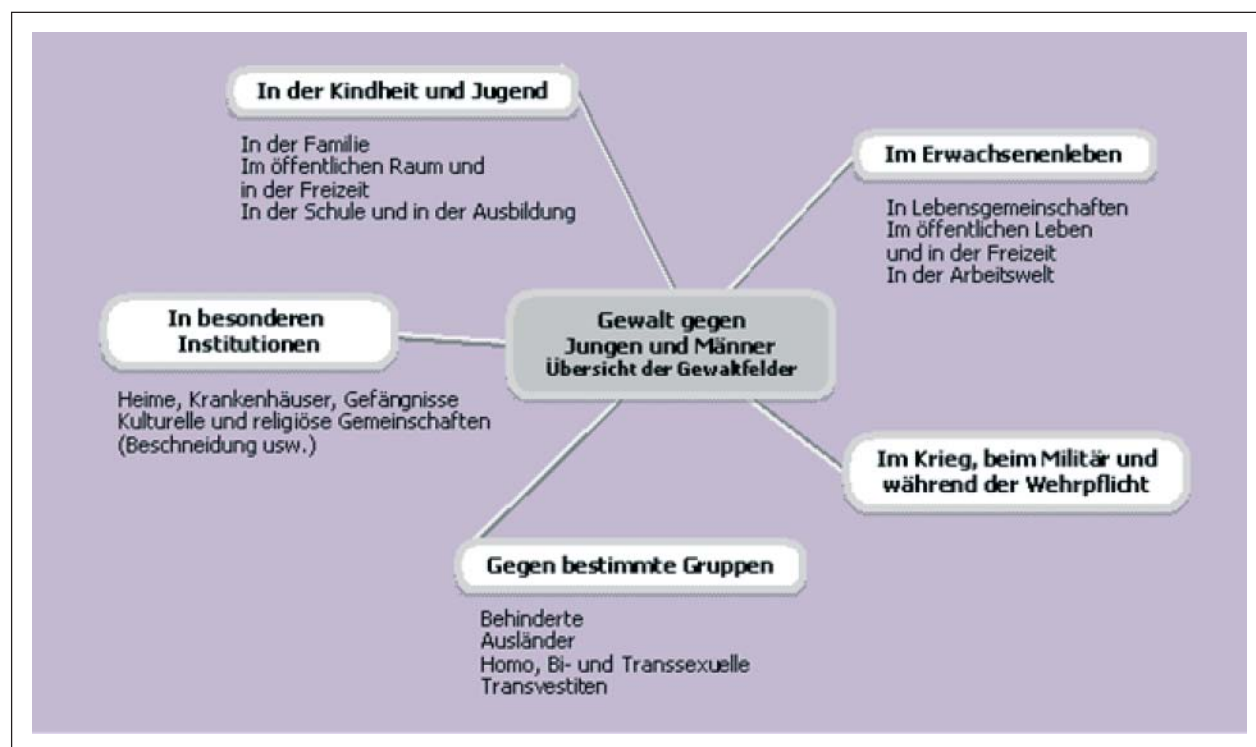 In der Kindheit und Jugend
In der Familie
Im öffentlichen Raum und
in der Freizeit
In der Schule und in der Ausbildung
Im Erwachsenenleben
In Lebensgemeinschaften
Im öffentlichen Leben
und in der Freizeit
In der Arbeitswelt
In besonderen
Institutionen
Heime, Krankenhäuser, Gefängnisse
Kulturelle und religiöse Gemeinschaften
(Beschneidung usw.)
Gewalt gegen
Jungen und Männer
Übersicht der Gewaltfelder
Im Krieg, beim Militär und
während der Wehrpflicht
Gegen bestimmte Gruppen
Behinderte
Ausländer
Homo, Bi- und Transsexuelle
Transvestiten